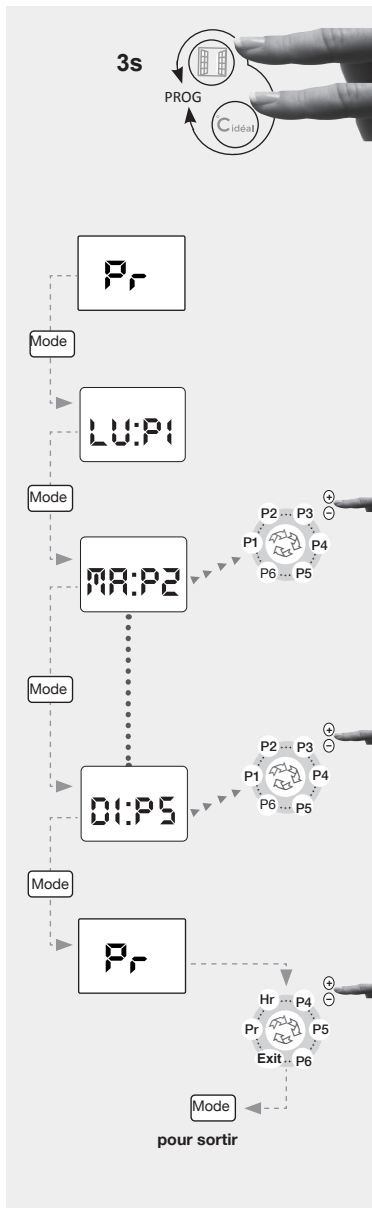 3s
PROG
°C idéal
Pr
Mode
LU:P1
Mode
P2 P3 +
P1 P4 −
MA:P2
P6 P5
Mode
P2 P3 +
P1 P4 −
DI:P5
P6 P5
Mode
Pr
Hr P4 +
−
Pr P5
Exit P6
Mode
pour sortir